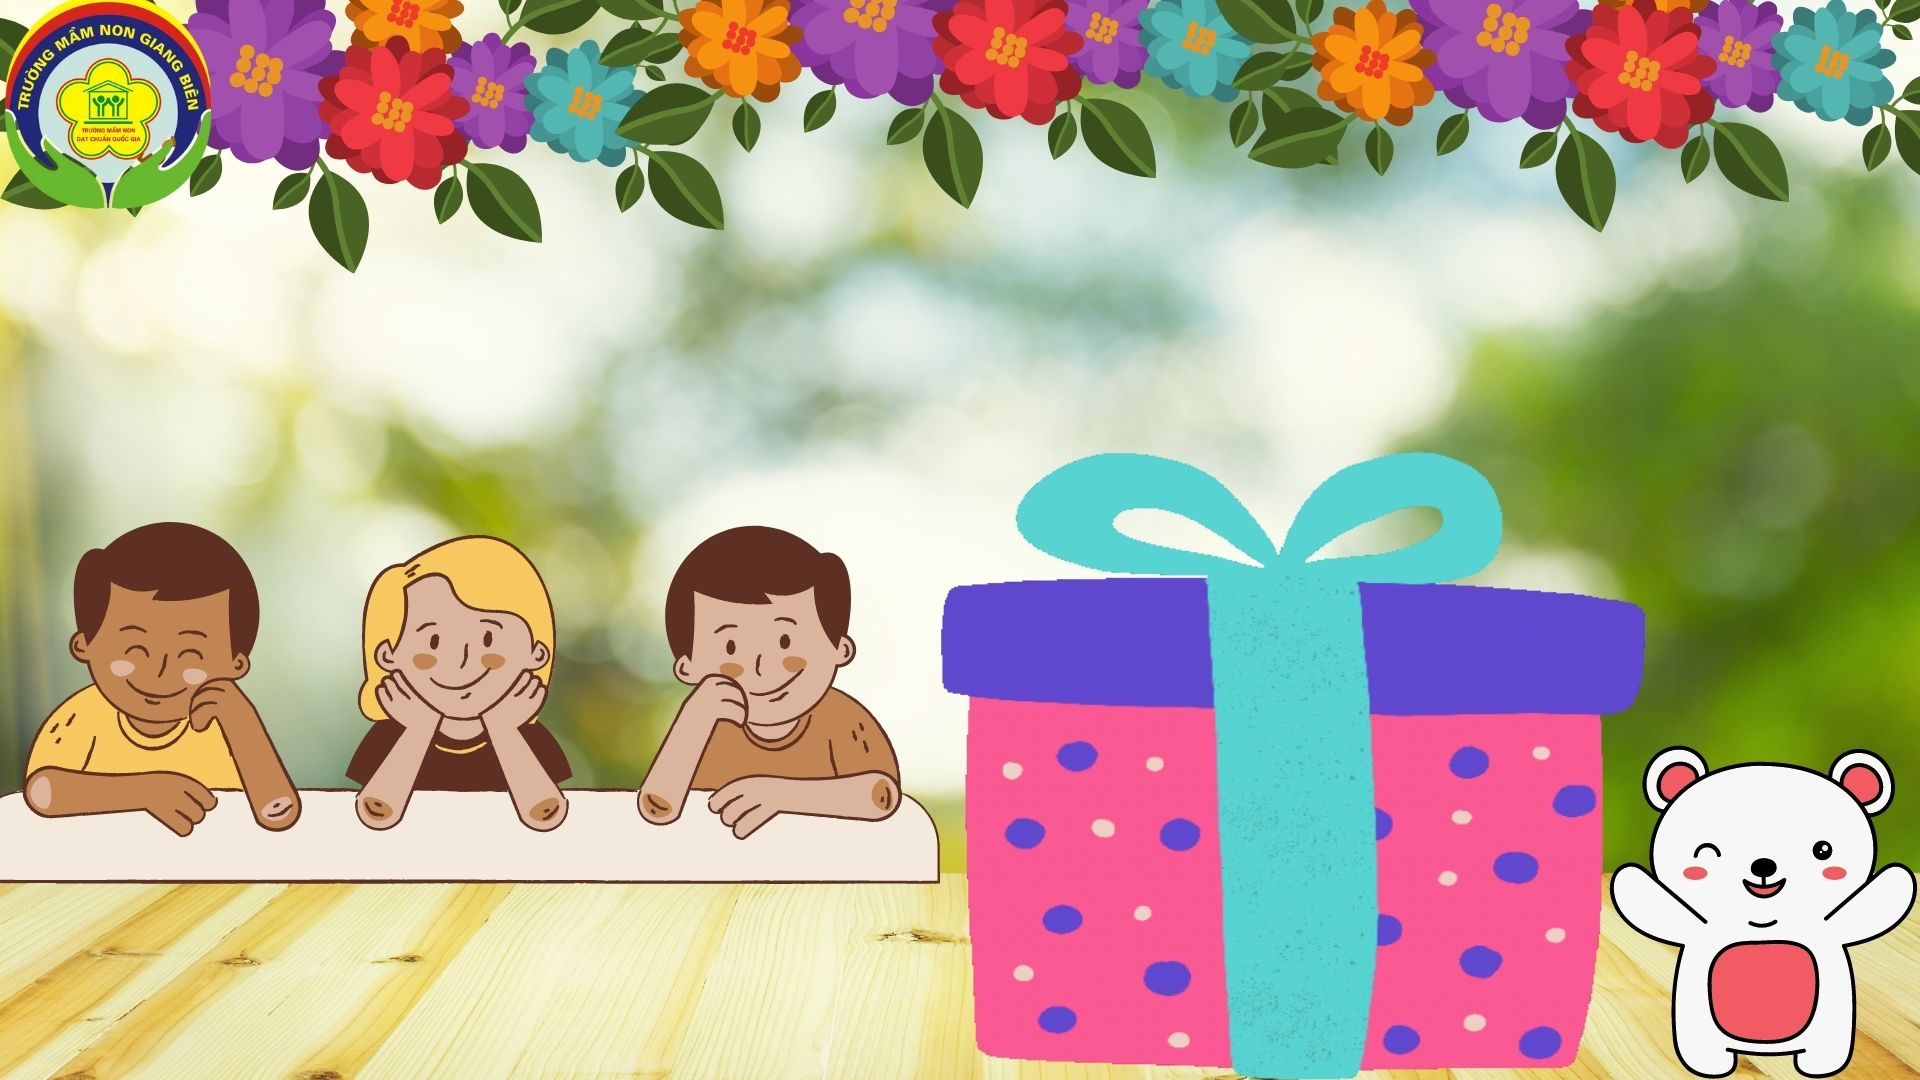 TRƯỜNG MẦM NON GIANG BIÊN
TRƯỜNG MẦM NON
ĐẠT CHUẨN QUỐC GIA